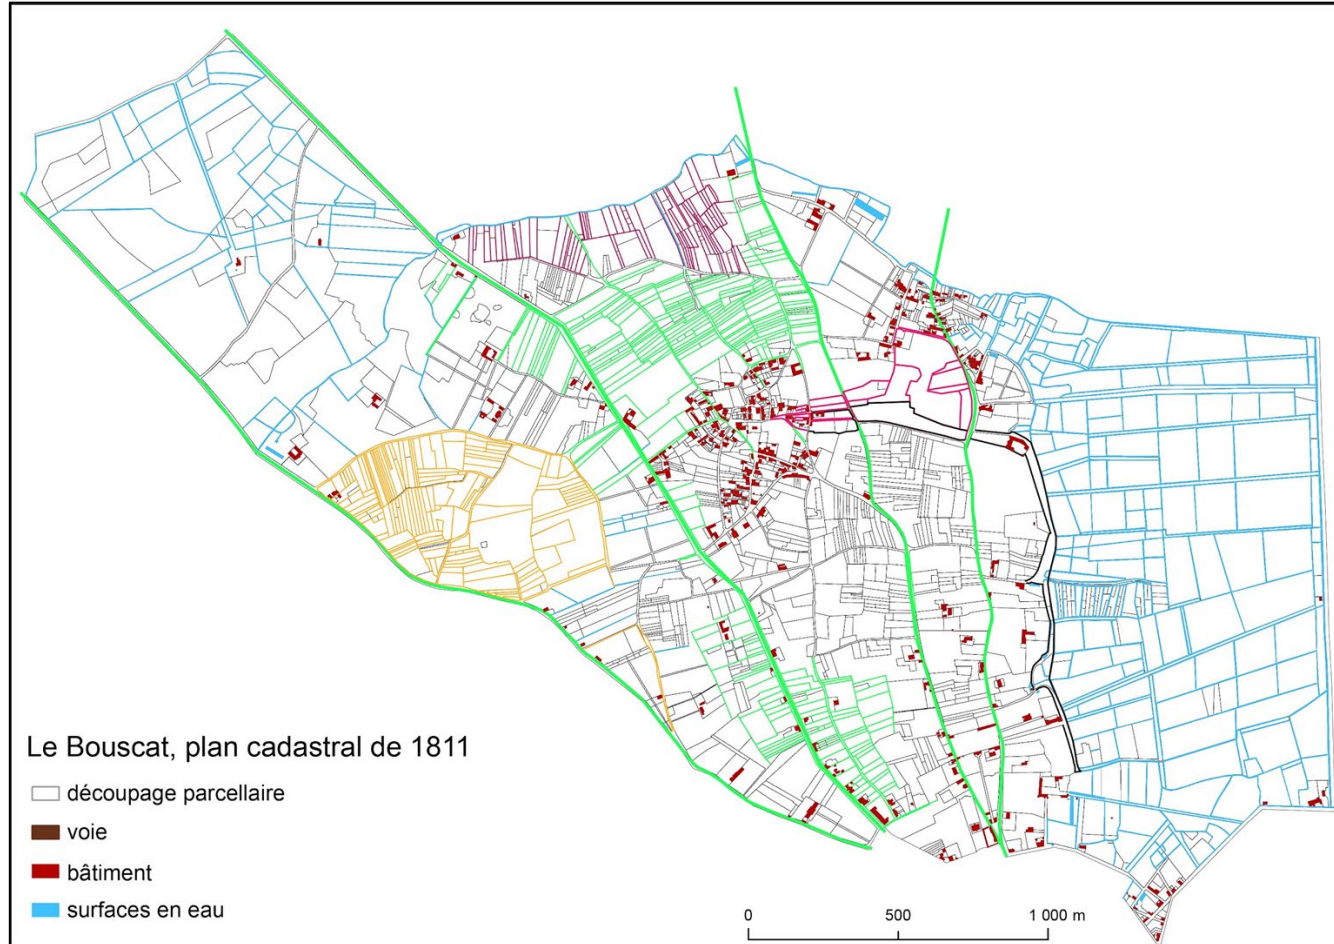 Le Bouscat, plan cadastral de 1811
découpage parcellaire
voie
bâtiment
surfaces en eau
0 500 1 000 m